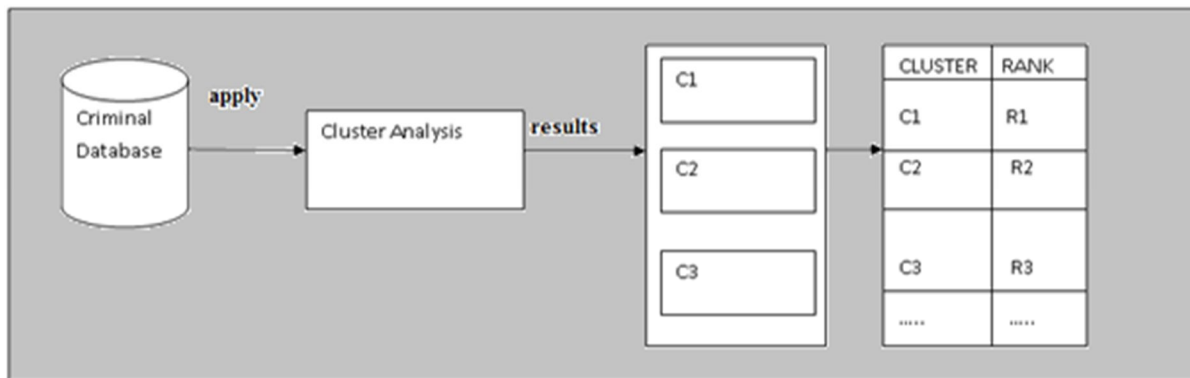 Criminal
Database
apply
Cluster Analysis
results
C1
C2
C3
CLUSTER RANK
C1 R1
C2 R2
C3 R3
..... .....